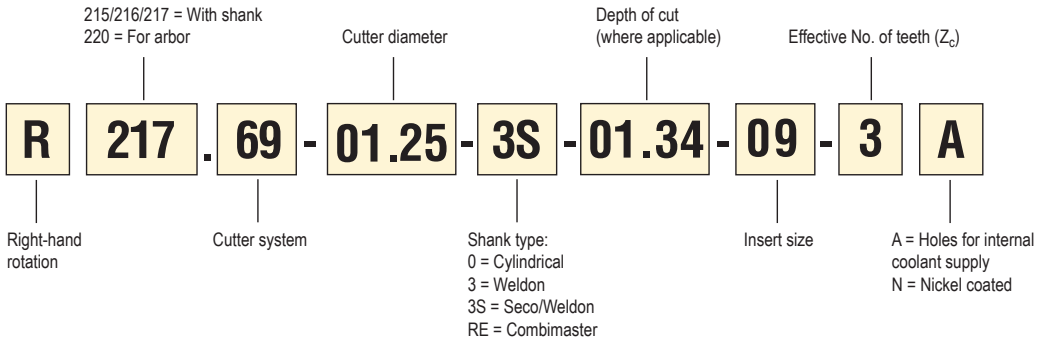 215/216/217 = With shank
220 = For arbor
Cutter diameter
Depth of cut
(where applicable)
Effective No. of teeth (Zc)
R 217 . 69 - 01.25 - 3S - 01.34 - 09 - 3 A
Right-hand
rotation
Cutter system
Shank type:
0 = Cylindrical
3 = Weldon
3S = Seco/Weldon
RE = Combimaster
Insert size
A = Holes for internal
coolant supply
N = Nickel coated